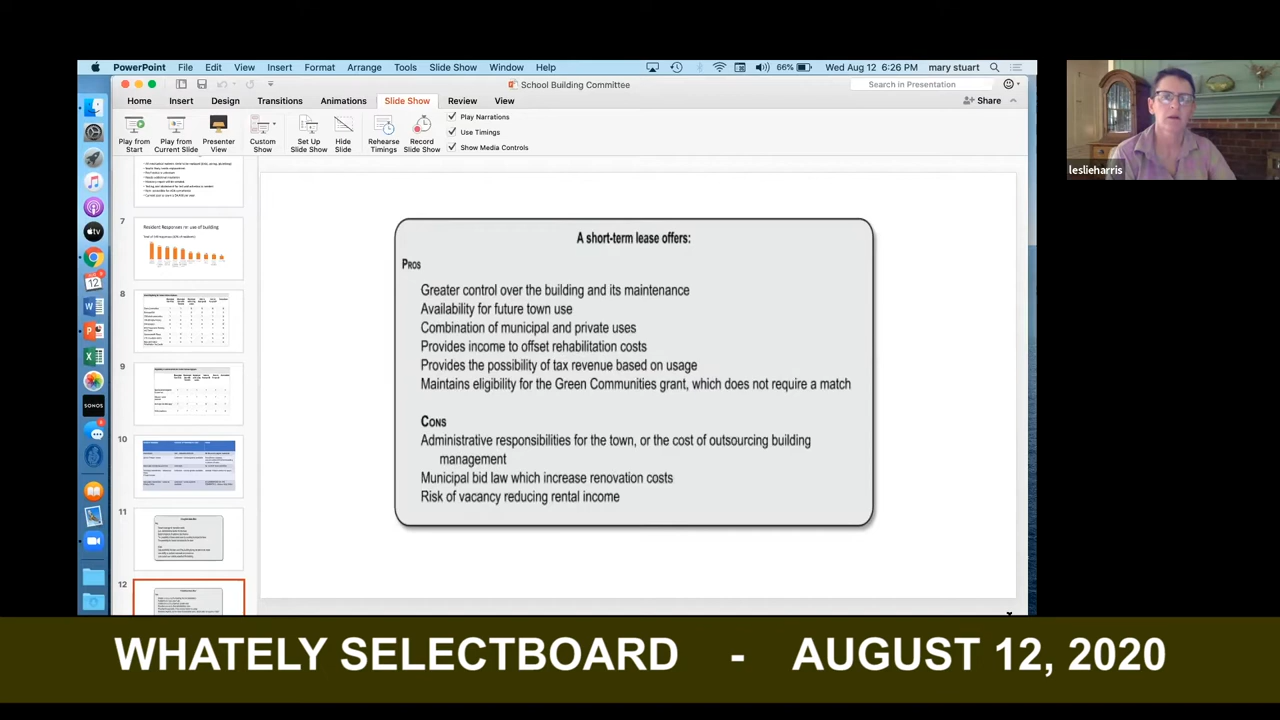 PowerPoint File Edit View Insert Format Arrange Tools Slide Show Window Help 66% Wed Aug 12 6:26 PM mary stuart
School Building Committee
Search in Presentation
Home Insert Design Transitions Animations Slide Show Review View Share
Play from Start
Play from Current Slide
Presenter View
Custom Show
Set Up Slide Show
Hide Slide
Rehearse Timings
Record Slide Show
Play Narrations
Use Timings
Show Media Controls
7
Resident Responses re: use of building
8
9
10
11
12
SONOS
A short-term lease offers:
PROS
Greater control over the building and its maintenance
Availability for future town use
Combination of municipal and private uses
Provides income to offset rehabilitation costs
Provides the possibility of tax revenue based on usage
Maintains eligibility for the Green Communities grant, which does not require a match
CONS
Administrative responsibilities for the town, or the cost of outsourcing building
management
Municipal bid law which increase renovation costs
Risk of vacancy reducing rental income
leslieharris
WHATELY SELECTBOARD - AUGUST 12, 2020